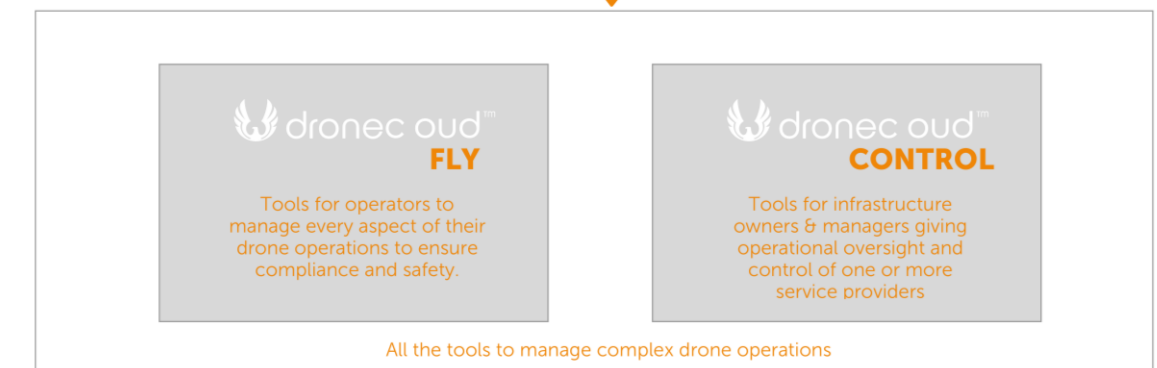 dronec oud™
FLY
Tools for operators to
manage every aspect of their
drone operations to ensure
compliance and safety.
dronec oud™
CONTROL
Tools for infrastructure
owners & managers giving
operational oversight and
control of one or more
service providers
All the tools to manage complex drone operations